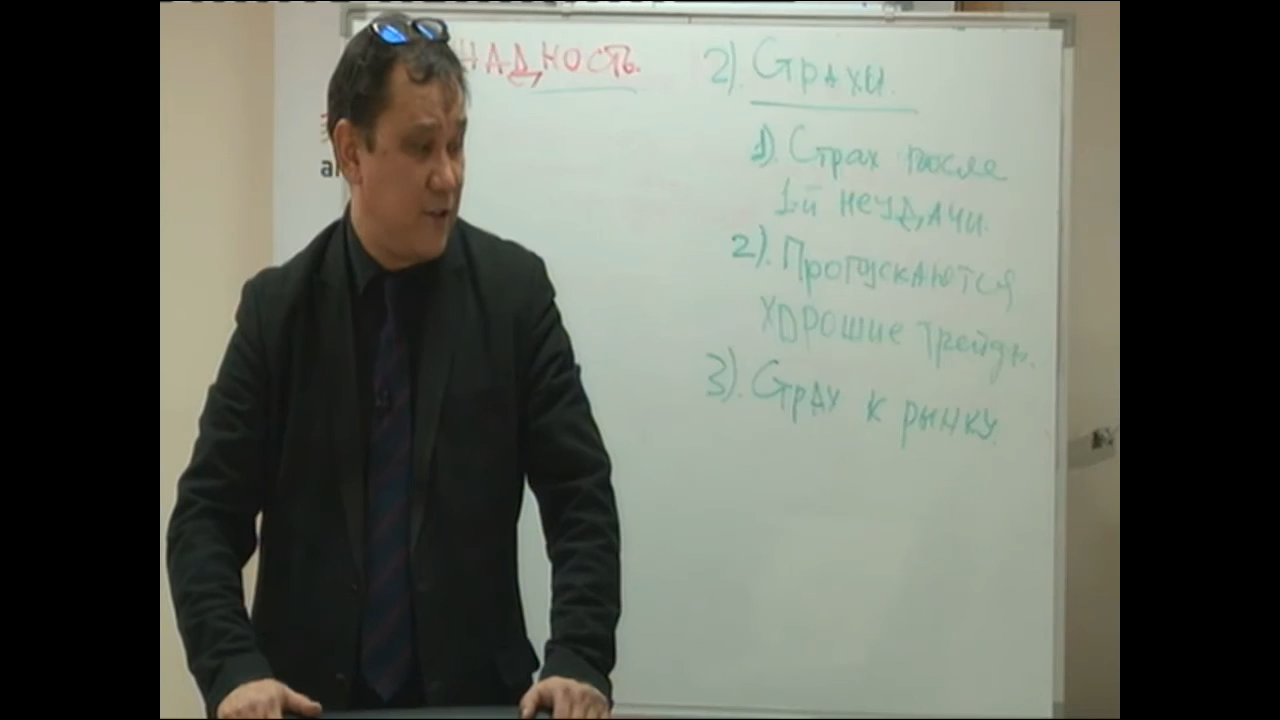 НАДНОСТЬ.
2). Страхи.
1). Страх после
1-й неудачи.
2). Пропускаются
хорошие трейды.
3). Страх к рынку.